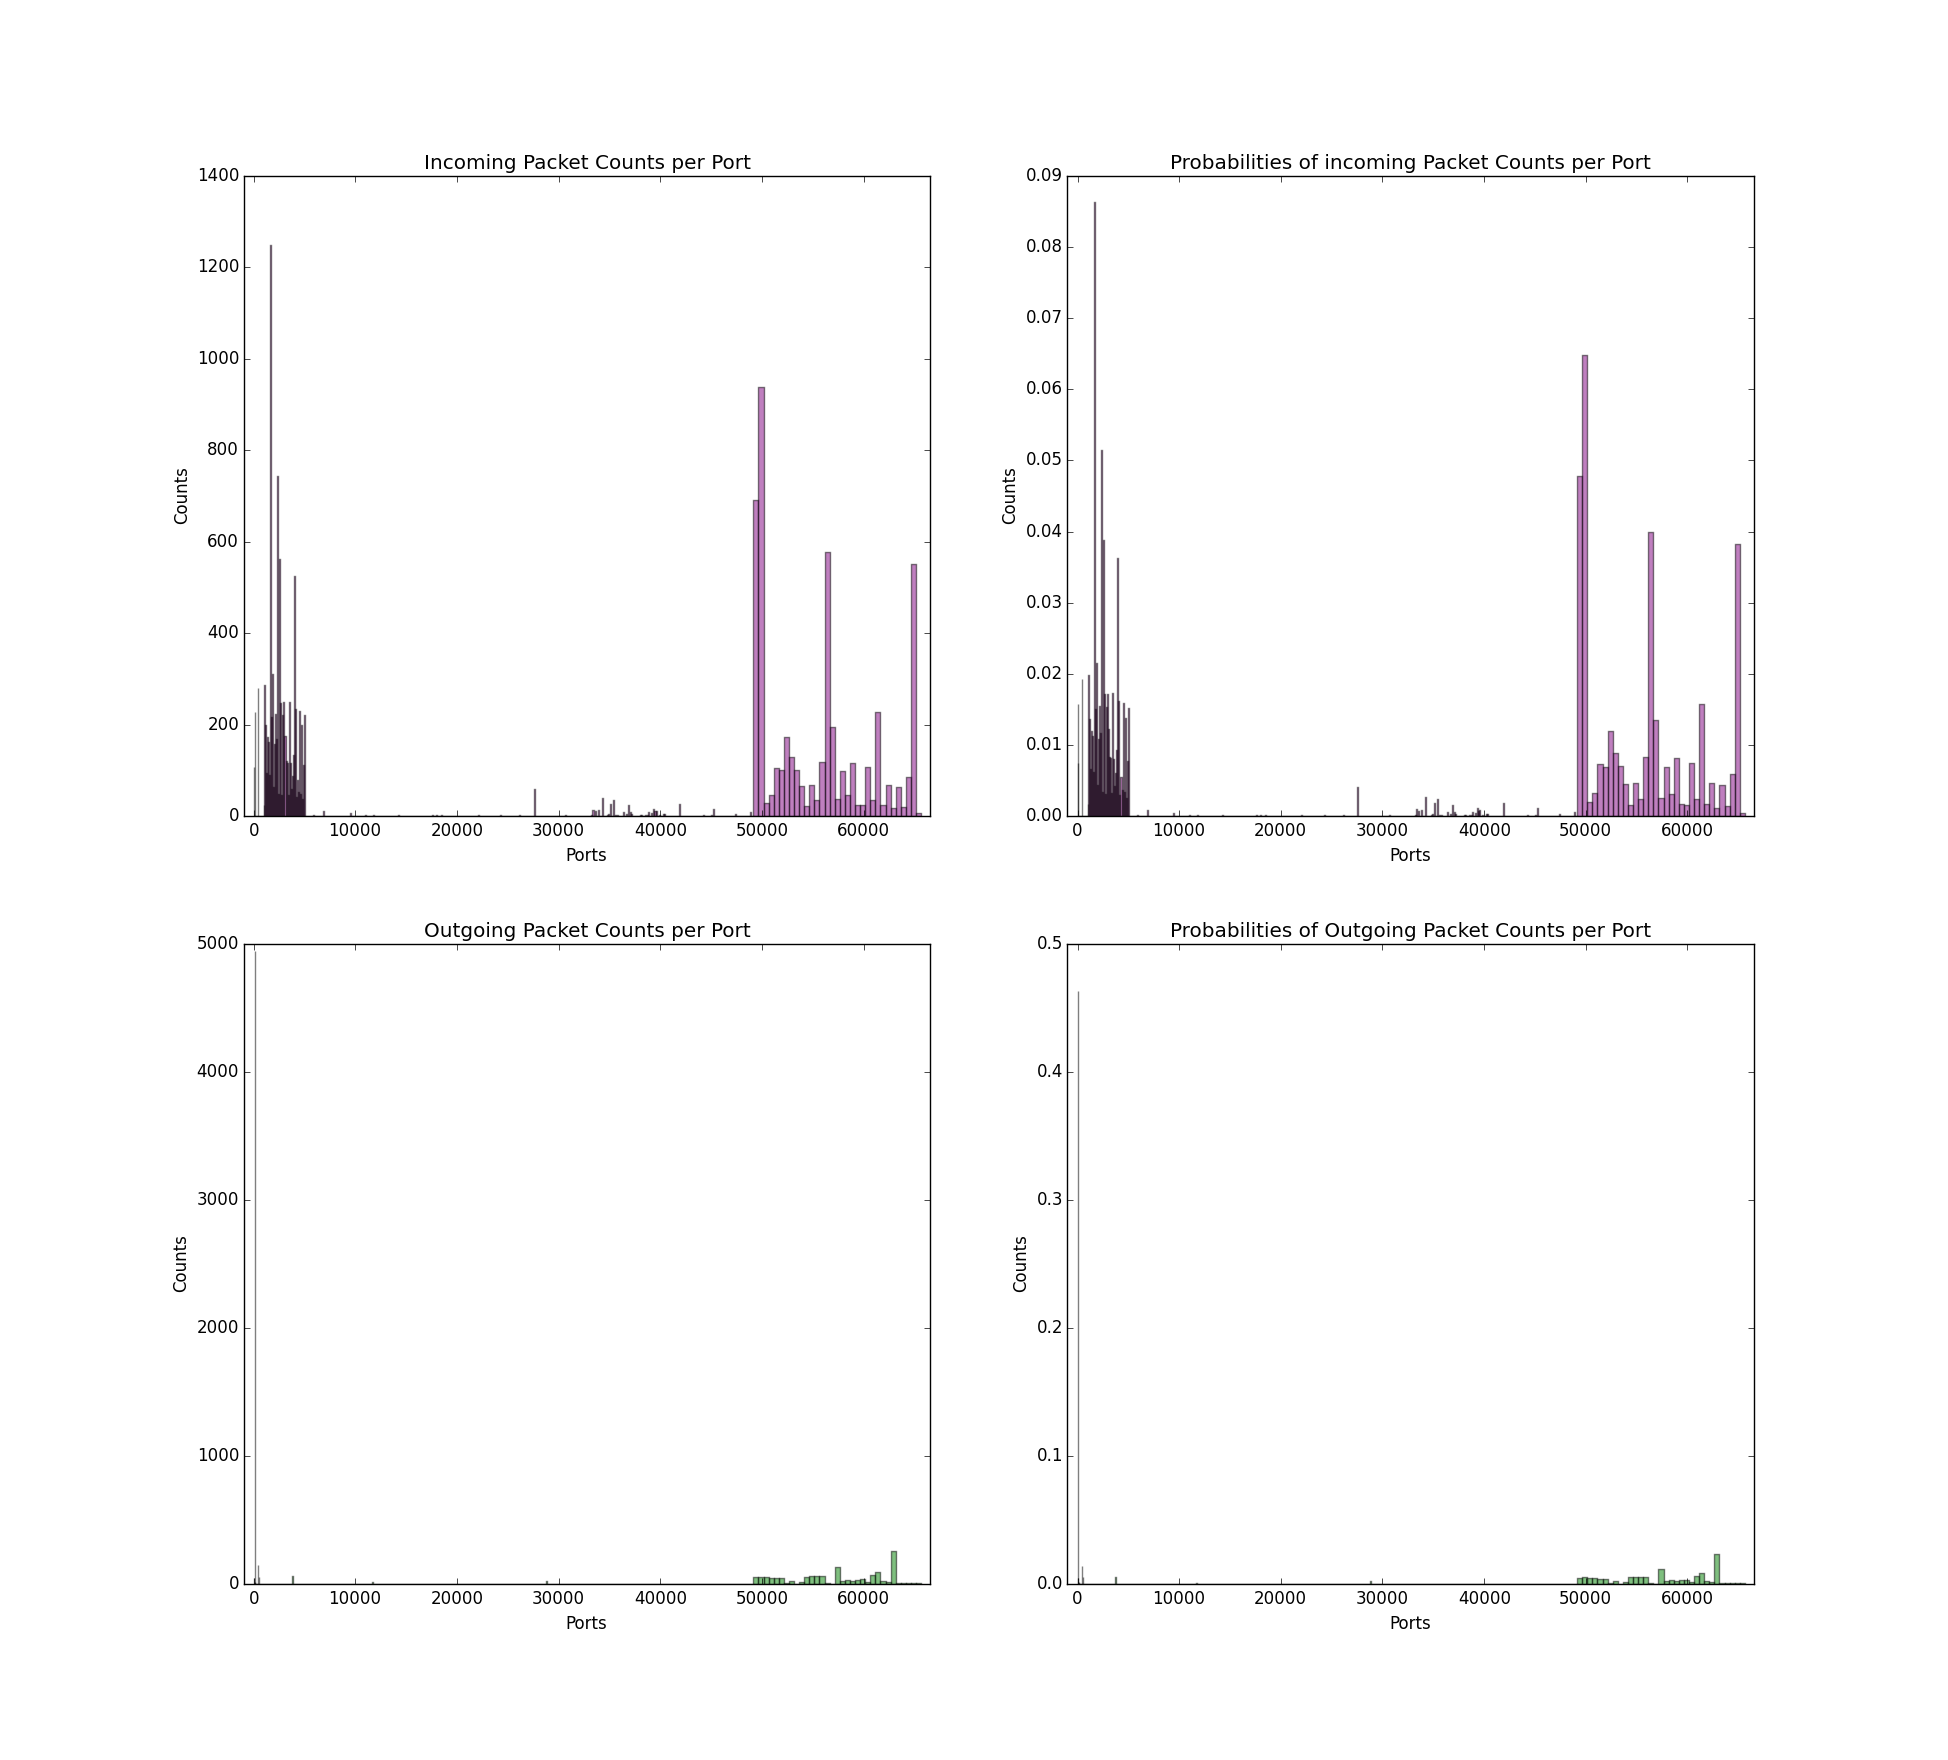 Incoming Packet Counts per Port
1400
1200
1000
800
600
400
200
0
Counts
0 10000 20000 30000 40000 50000 60000
Ports
Probabilities of incoming Packet Counts per Port
0.09
0.08
0.07
0.06
0.05
0.04
0.03
0.02
0.01
0.00
Counts
0 10000 20000 30000 40000 50000 60000
Ports
Outgoing Packet Counts per Port
5000
4000
3000
2000
1000
0
Counts
0 10000 20000 30000 40000 50000 60000
Ports
Probabilities of Outgoing Packet Counts per Port
0.5
0.4
0.3
0.2
0.1
0.0
Counts
0 10000 20000 30000 40000 50000 60000
Ports